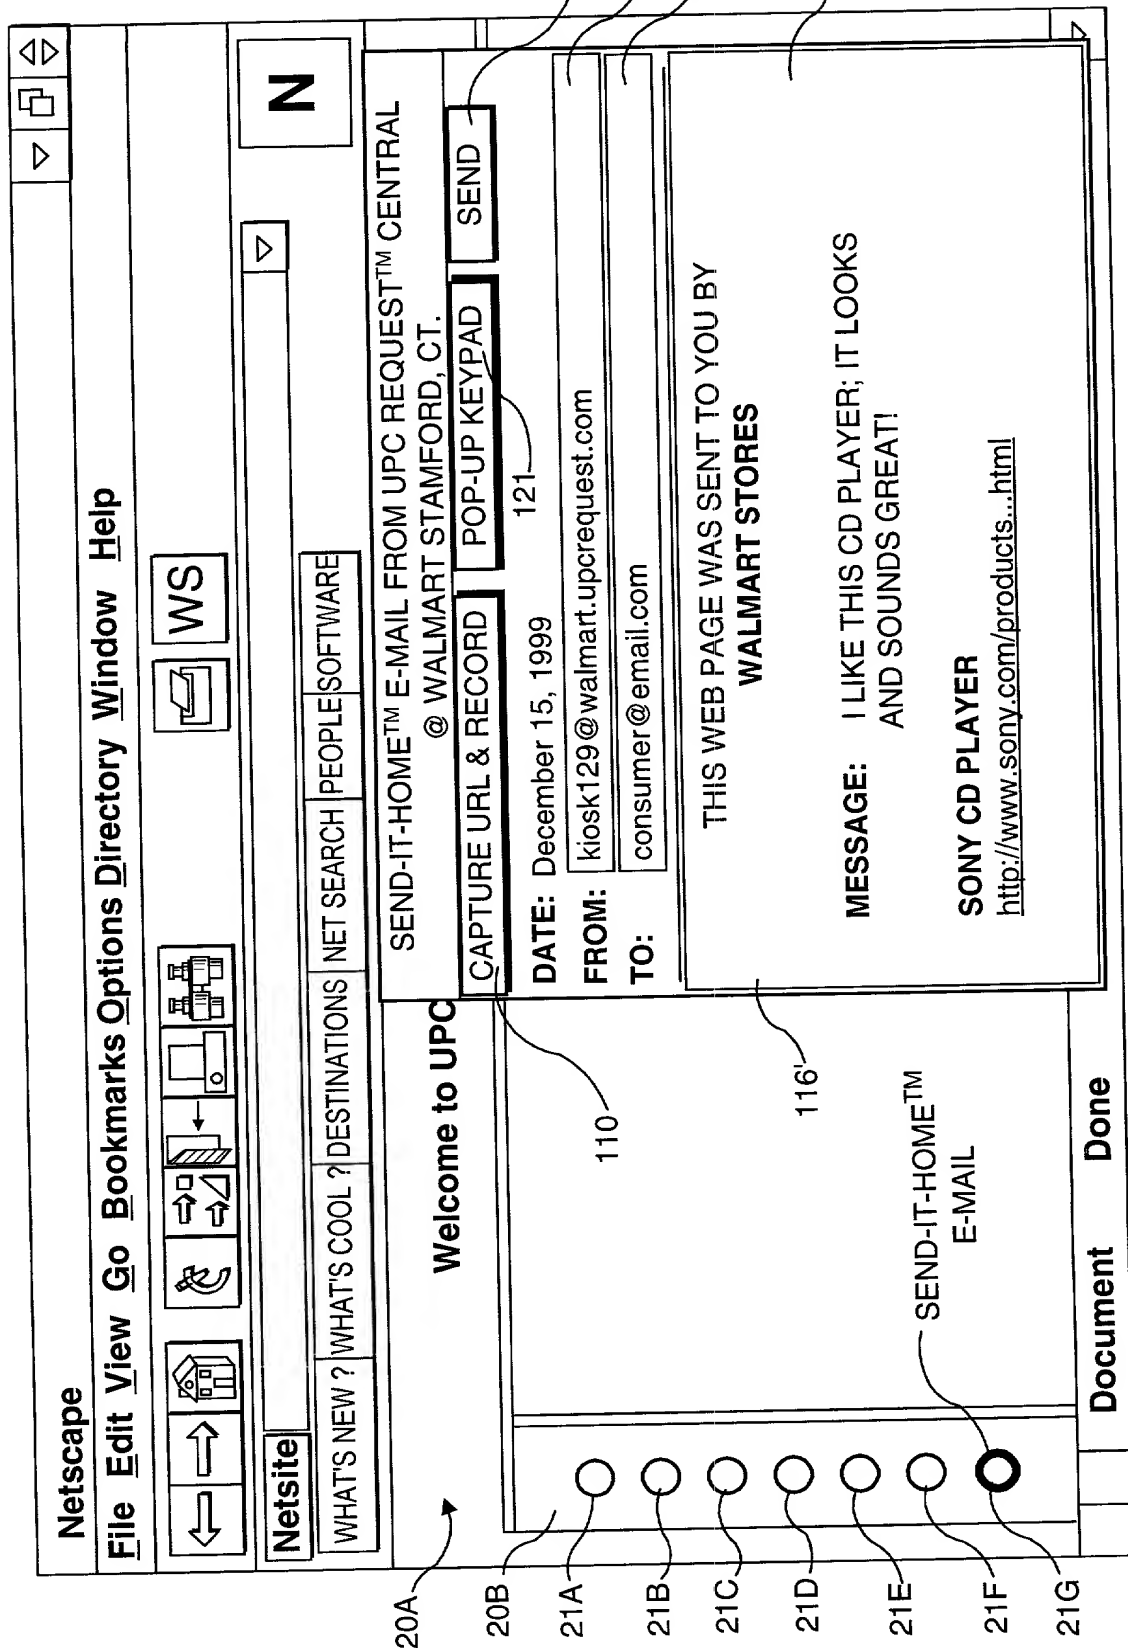 Netscape
File Edit View Go Bookmarks Options Directory Window Help
WS
N
Netsite
WHAT'S NEW ? WHAT'S COOL ? DESTINATIONS NET SEARCH PEOPLE SOFTWARE
Welcome to UPC
SEND-IT-HOME™ E-MAIL FROM UPC REQUEST™ CENTRAL
@ WALMART STAMFORD, CT.
CAPTURE URL & RECORD POP-UP KEYPAD SEND
121
DATE: December 15, 1999
FROM: kiosk129@walmart.upcrequest.com
TO: consumer@email.com
THIS WEB PAGE WAS SENT TO YOU BY
WALMART STORES
MESSAGE: I LIKE THIS CD PLAYER; IT LOOKS
AND SOUNDS GREAT!
SONY CD PLAYER
http://www.sony.com/products...html
110
116'
SEND-IT-HOME™
E-MAIL
20A
20B
21A
21B
21C
21D
21E
21F
21G
Document Done